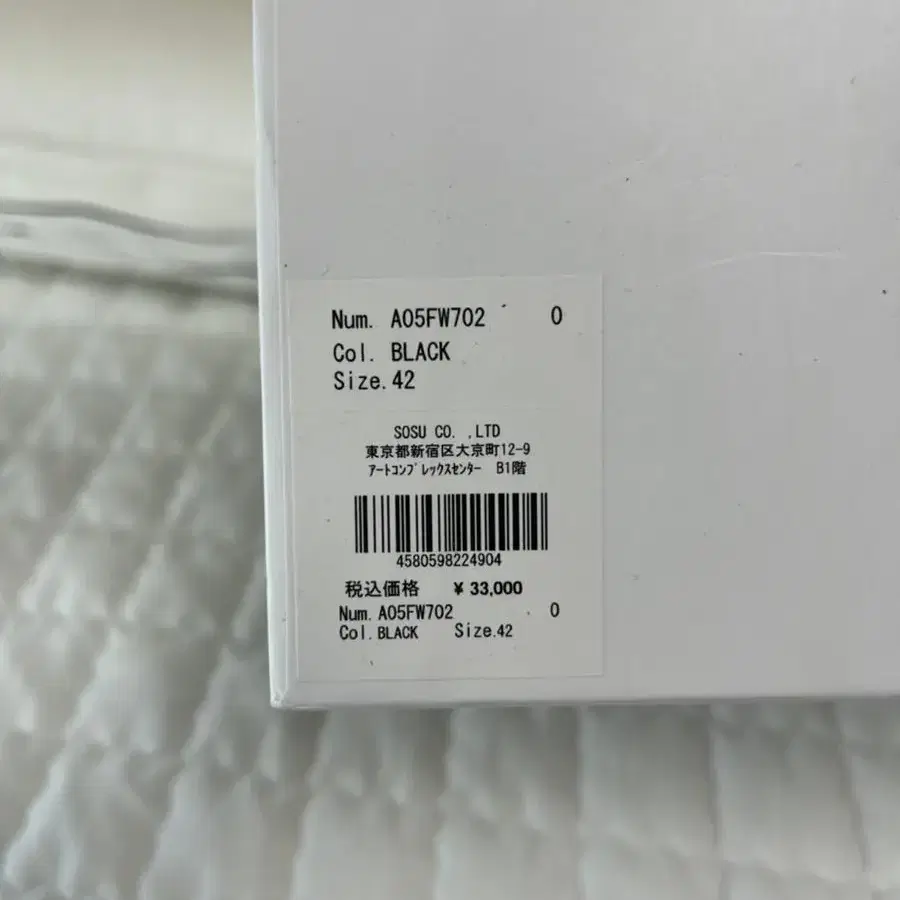 Num. A05FW702 0
Col. BLACK
Size.42
SOSU CO. ,LTD
東京都新宿区大京町12-9
ｱｰﾄｺﾝﾌﾟﾚｯｸｽｾﾝﾀｰ B1階
4580598224904
税込価格 ¥ 33,000
Num. A05FW702 0
Col. BLACK Size.42